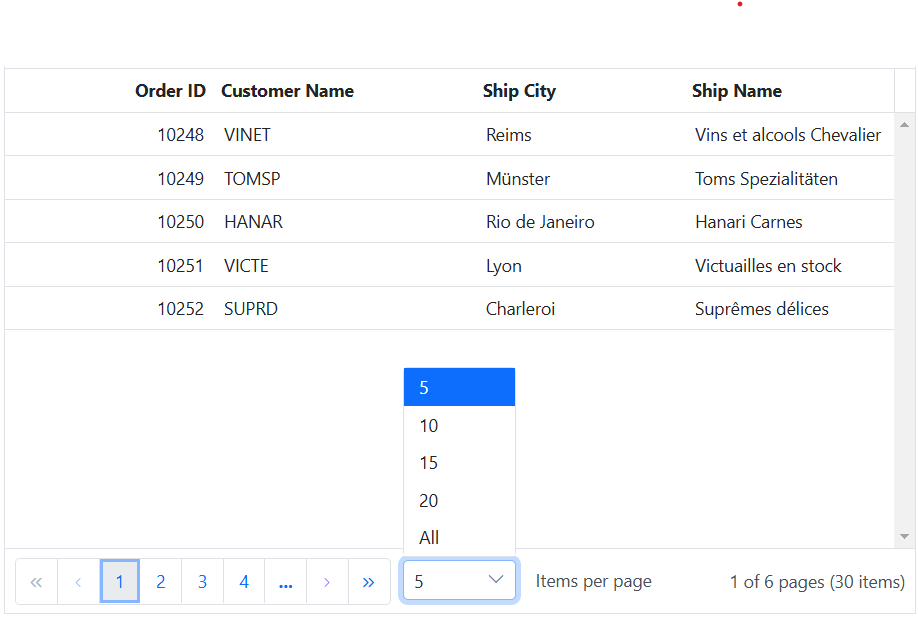 Order ID Customer Name Ship City Ship Name
10248 VINET Reims Vins et alcools Chevalier
10249 TOMSP Münster Toms Spezialitäten
10250 HANAR Rio de Janeiro Hanari Carnes
10251 VICTE Lyon Victuailles en stock
10252 SUPRD Charleroi Suprêmes délices
5
10
15
20
All
« ‹ 1 2 3 4 ... › » 5 Items per page 1 of 6 pages (30 items)